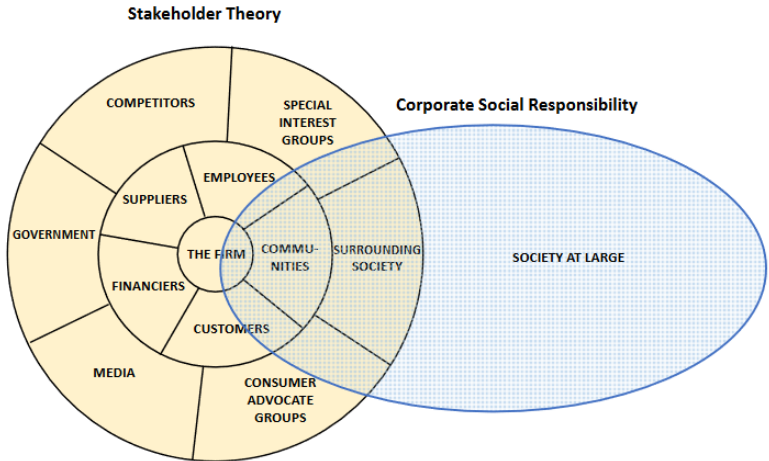 Stakeholder Theory
COMPETITORS
SPECIAL
INTEREST
GROUPS
Corporate Social Responsibility
EMPLOYEES
SUPPLIERS
GOVERNMENT
THE FIRM
COMMU-
NITIES
SURROUNDING
SOCIETY
SOCIETY AT LARGE
FINANCIERS
CUSTOMERS
MEDIA
CONSUMER
ADVOCATE
GROUPS